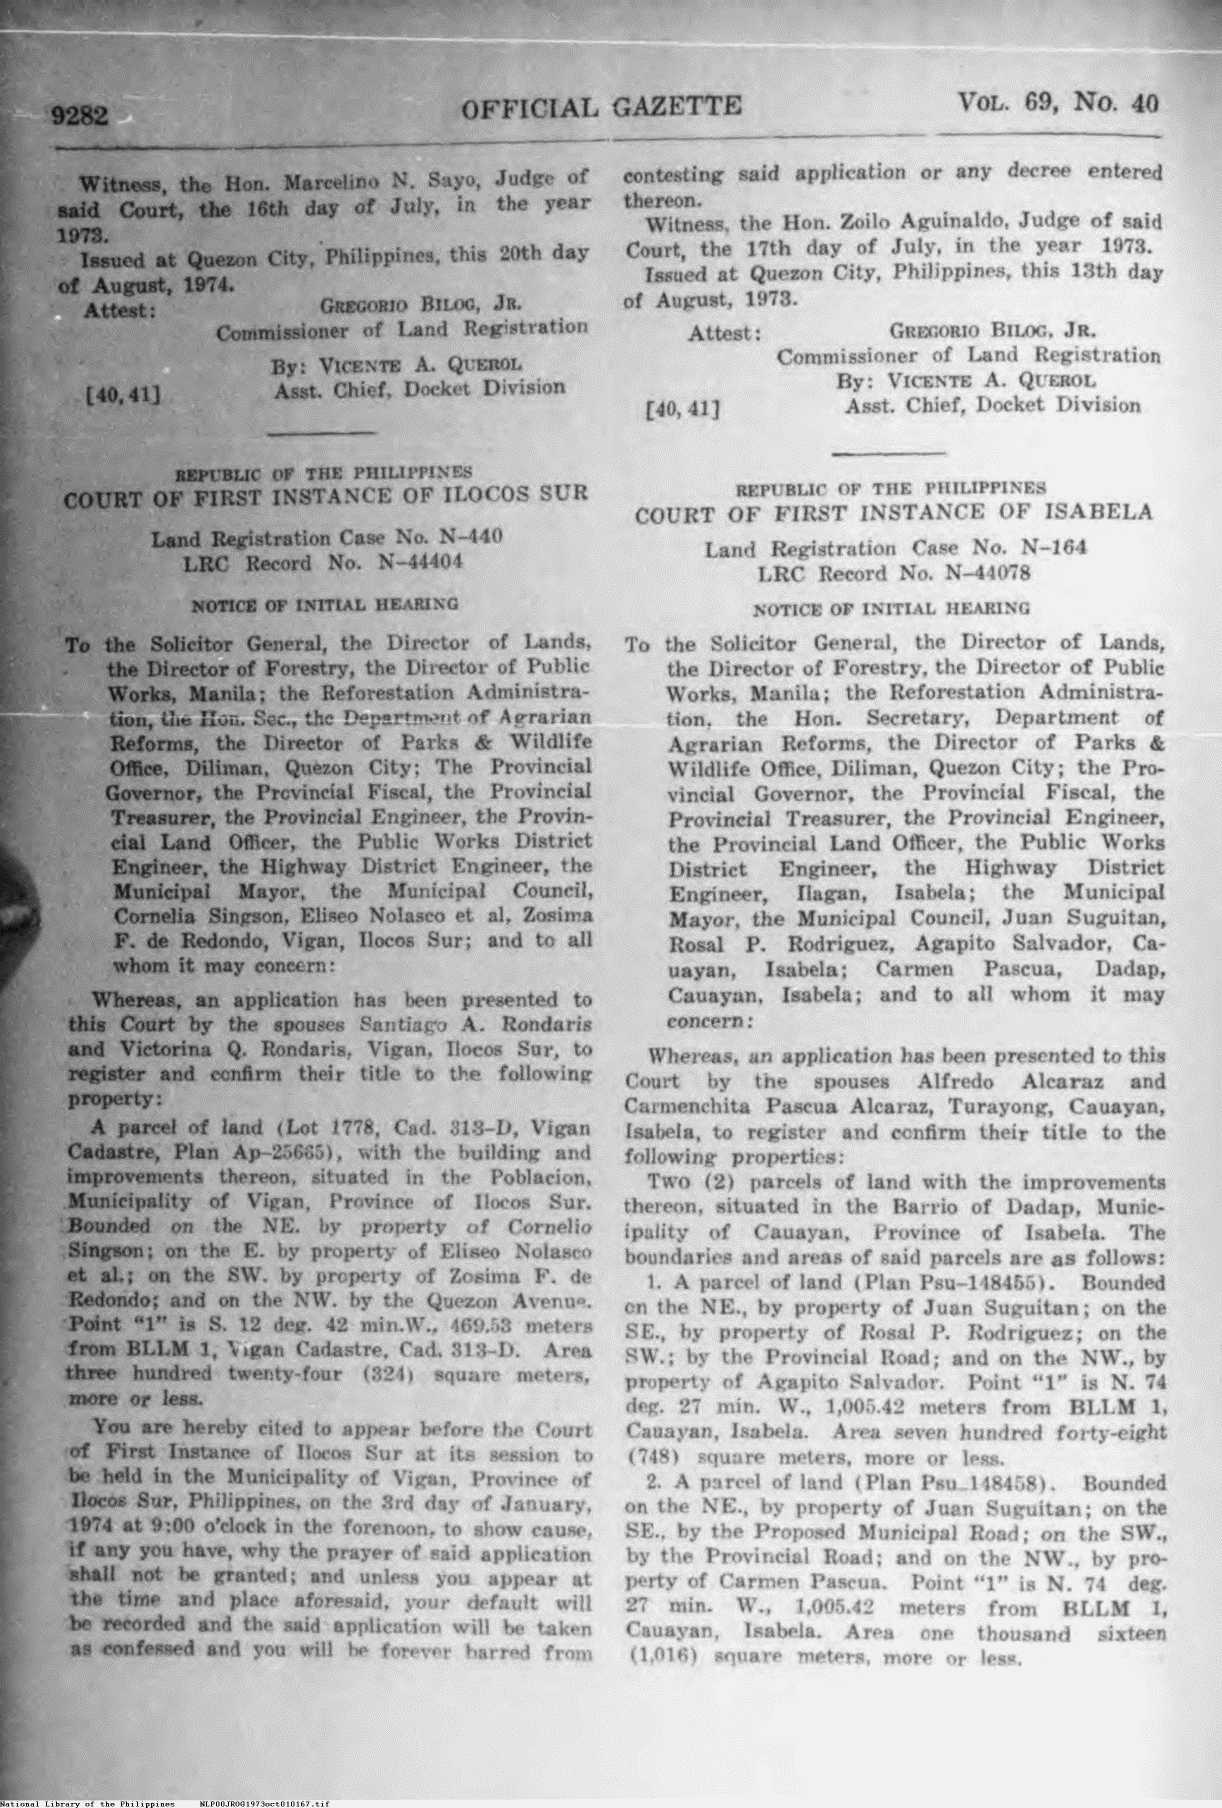 9282
OFFICIAL GAZETTE
VOL. 69, No. 40
Witness, the Hon. Marcelino N. Sayo, Judge of
said Court, the 16th day of July, in the year
1973.
Issued at Quezon City, Philippines, this 20th day
of August, 1974.
Attest: GREGORIO BILOG, JR.
Commissioner of Land Registration
By: VICENTE A. QUEROL
[40, 41] Asst. Chief, Docket Division
REPUBLIC OF THE PHILIPPINES
COURT OF FIRST INSTANCE OF ILOCOS SUR
Land Registration Case No. N–440
LRC Record No. N–44404
NOTICE OF INITIAL HEARING
To the Solicitor General, the Director of Lands,
the Director of Forestry, the Director of Public
Works, Manila; the Reforestation Administra-
tion, the Hon. Sec., the Department of Agrarian
Reforms, the Director of Parks & Wildlife
Office, Diliman, Quezon City; The Provincial
Governor, the Provincial Fiscal, the Provincial
Treasurer, the Provincial Engineer, the Provin-
cial Land Officer, the Public Works District
Engineer, the Highway District Engineer, the
Municipal Mayor, the Municipal Council,
Cornelia Singson, Eliseo Nolasco et al, Zosima
F. de Redondo, Vigan, Ilocos Sur; and to all
whom it may concern:
Whereas, an application has been presented to
this Court by the spouses Santiago A. Rondaris
and Victorina Q. Rondaris, Vigan, Ilocos Sur, to
register and confirm their title to the following
property:
A parcel of land (Lot 1778, Cad. 313–D, Vigan
Cadastre, Plan Ap–25665), with the building and
improvements thereon, situated in the Poblacion,
Municipality of Vigan, Province of Ilocos Sur.
Bounded on the NE. by property of Cornelio
Singson; on the E. by property of Eliseo Nolasco
et al.; on the SW. by property of Zosima F. de
Redondo; and on the NW. by the Quezon Avenue.
Point "1" is S. 12 deg. 42 min.W., 469.53 meters
from BLLM 1, Vigan Cadastre, Cad. 313–D. Area
three hundred twenty-four (324) square meters,
more or less.
You are hereby cited to appear before the Court
of First Instance of Ilocos Sur at its session to
be held in the Municipality of Vigan, Province of
Ilocos Sur, Philippines, on the 3rd day of January,
1974 at 9:00 o'clock in the forenoon, to show cause,
if any you have, why the prayer of said application
shall not be granted; and unless you appear at
the time and place aforesaid, your default will
be recorded and the said application will be taken
as confessed and you will be forever barred from
contesting said application or any decree entered
thereon.
Witness, the Hon. Zoilo Aguinaldo, Judge of said
Court, the 17th day of July, in the year 1973.
Issued at Quezon City, Philippines, this 13th day
of August, 1973.
Attest: GREGORIO BILOG, JR.
Commissioner of Land Registration
By: VICENTE A. QUEROL
[40, 41] Asst. Chief, Docket Division
REPUBLIC OF THE PHILIPPINES
COURT OF FIRST INSTANCE OF ISABELA
Land Registration Case No. N–164
LRC Record No. N–44078
NOTICE OF INITIAL HEARING
To the Solicitor General, the Director of Lands,
the Director of Forestry, the Director of Public
Works, Manila; the Reforestation Administra-
tion, the Hon. Secretary, Department of
Agrarian Reforms, the Director of Parks &
Wildlife Office, Diliman, Quezon City; the Pro-
vincial Governor, the Provincial Fiscal, the
Provincial Treasurer, the Provincial Engineer,
the Provincial Land Officer, the Public Works
District Engineer, the Highway District
Engineer, Ilagan, Isabela; the Municipal
Mayor, the Municipal Council, Juan Suguitan,
Rosal P. Rodriguez, Agapito Salvador, Ca-
uayan, Isabela; Carmen Pascua, Dadap,
Cauayan, Isabela; and to all whom it may
concern:
Whereas, an application has been presented to this
Court by the spouses Alfredo Alcaraz and
Carmenchita Pascua Alcaraz, Turayong, Cauayan,
Isabela, to register and confirm their title to the
following properties:
Two (2) parcels of land with the improvements
thereon, situated in the Barrio of Dadap, Munic-
ipality of Cauayan, Province of Isabela. The
boundaries and areas of said parcels are as follows:
1. A parcel of land (Plan Psu–148455). Bounded
on the NE., by property of Juan Suguitan; on the
SE., by property of Rosal P. Rodriguez; on the
SW.; by the Provincial Road; and on the NW., by
property of Agapito Salvador. Point "1" is N. 74
deg. 27 min. W., 1,005.42 meters from BLLM 1,
Cauayan, Isabela. Area seven hundred forty-eight
(748) square meters, more or less.
2. A parcel of land (Plan Psu–148458). Bounded
on the NE., by property of Juan Suguitan; on the
SE., by the Proposed Municipal Road; on the SW.,
by the Provincial Road; and on the NW., by pro-
perty of Carmen Pascua. Point "1" is N. 74 deg.
27 min. W., 1,005.42 meters from BLLM 1,
Cauayan, Isabela. Area one thousand sixteen
(1,016) square meters, more or less.
National Library of the Philippines NLP00JR0G1973oct010167.tif